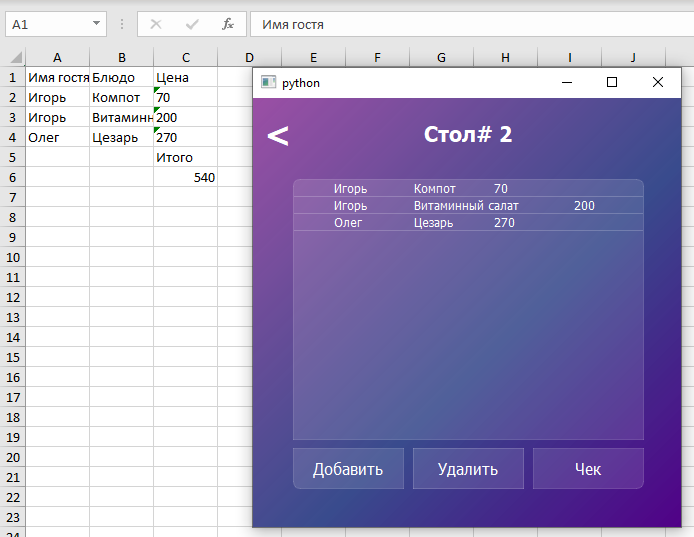 A1
Имя гостя
A B C D E F G H I J
1 Имя гостя Блюдо Цена
2 Игорь Компот 70
3 Игорь Витаминн 200
4 Олег Цезарь 270
5 Итого
6 540
7
8
9
10
11
12
13
14
15
16
17
18
19
20
21
22
23
24
python
< Стол# 2
Игорь Компот 70
Игорь Витаминный салат 200
Олег Цезарь 270
Добавить Удалить Чек